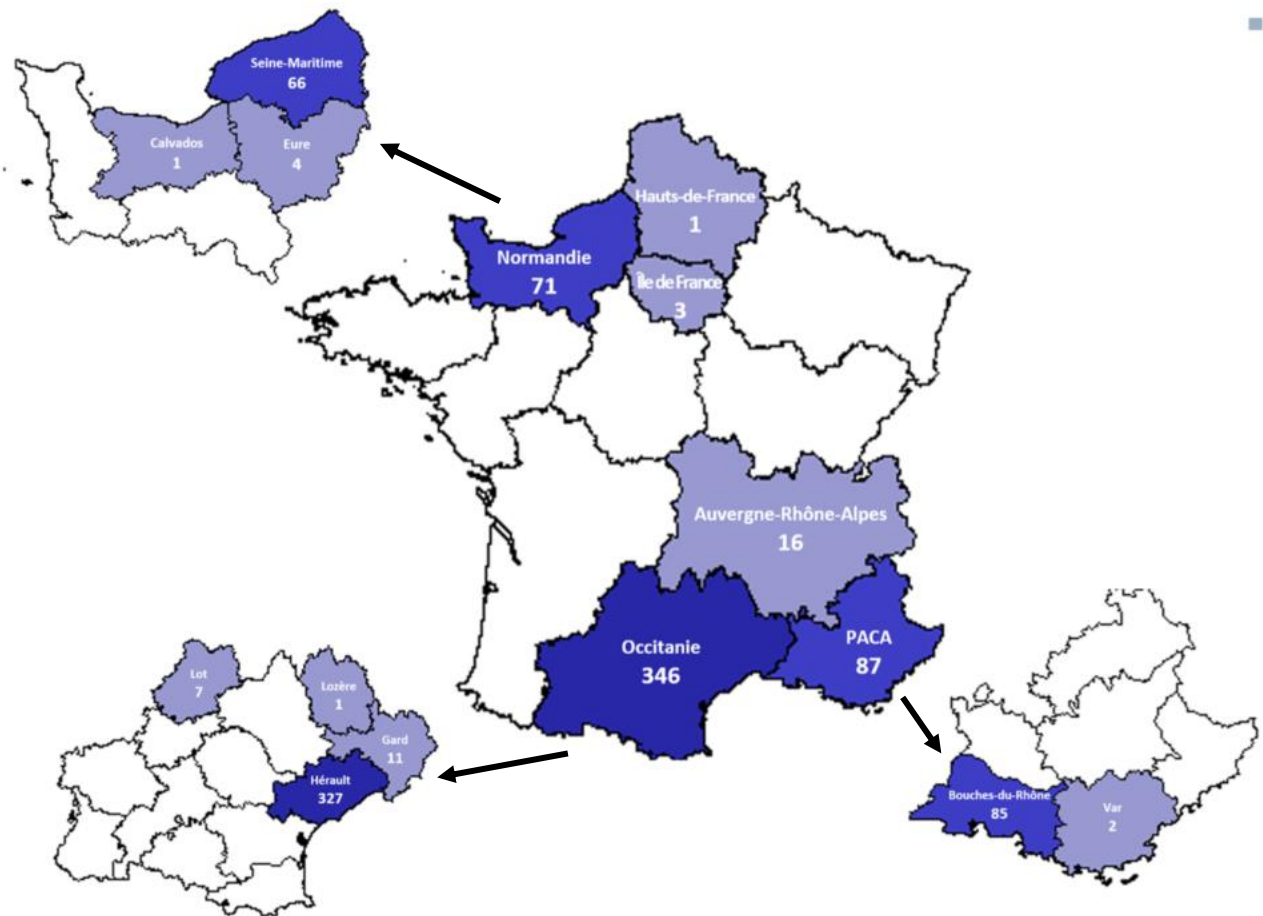 Seine-Maritime
66
Calvados
1
Eure
4
Hauts-de-France
1
Normandie
71
Île de France
3
Auvergne-Rhône-Alpes
16
Occitanie
346
PACA
87
Lot
7
Lozère
1
Gard
11
Hérault
327
Bouches-du-Rhône
85
Var
2